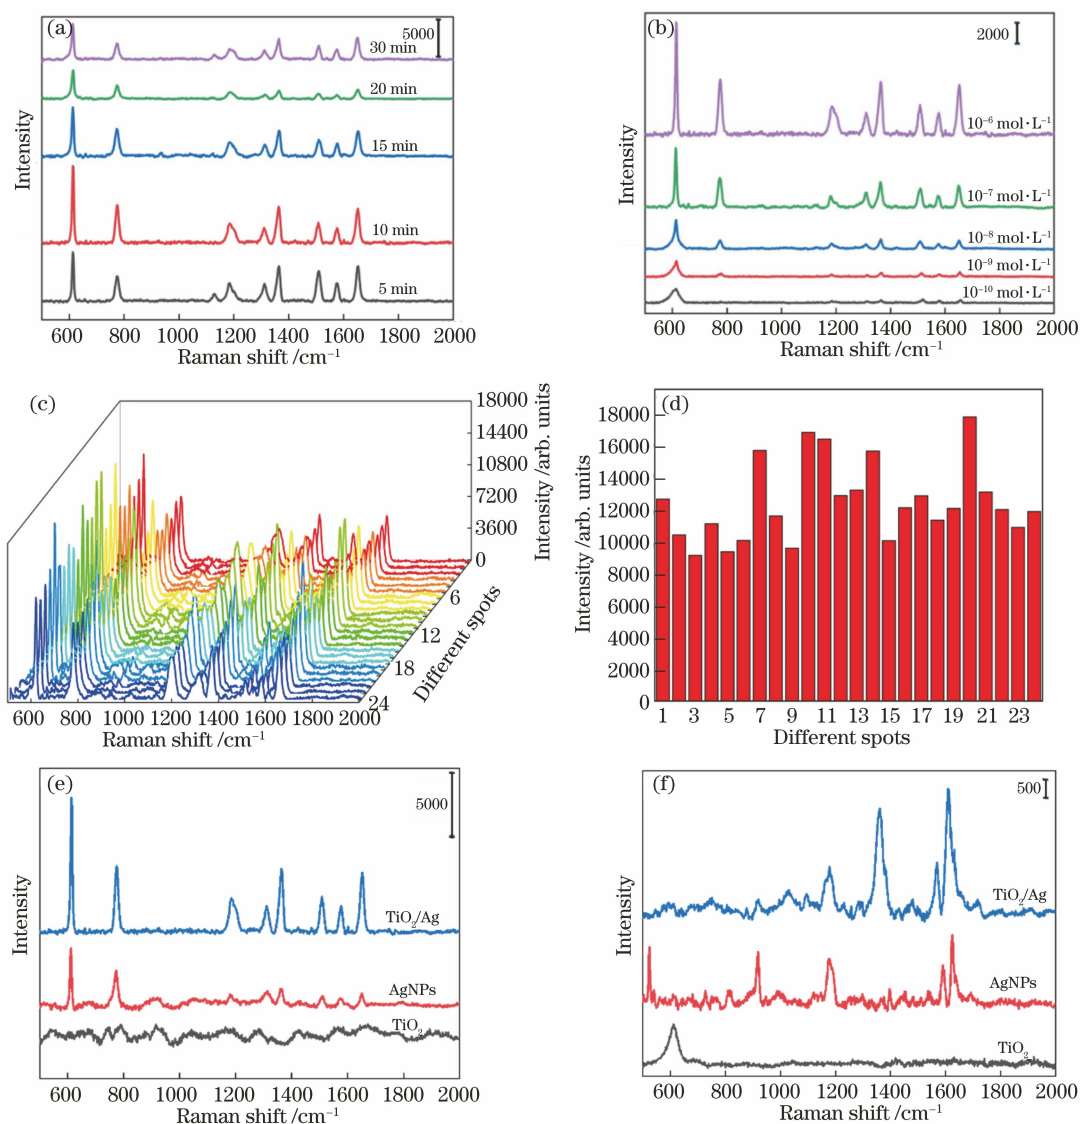 (a)
5000
30 min
20 min
15 min
10 min
5 min
Intensity
600 800 1000 1200 1400 1600 1800 2000
Raman shift /cm⁻¹
(b)
2000
10⁻⁶ mol·L⁻¹
10⁻⁷ mol·L⁻¹
10⁻⁸ mol·L⁻¹
10⁻⁹ mol·L⁻¹
10⁻¹⁰ mol·L⁻¹
Intensity
600 800 1000 1200 1400 1600 1800 2000
Raman shift /cm⁻¹
(c)
18000
14400
10800
7200
3600
0
Intensity /arb. units
6
12
18
24
Different spots
600 800 1000 1200 1400 1600 1800 2000
Raman shift /cm⁻¹
(d)
18000
16000
14000
12000
10000
8000
6000
4000
2000
0
Intensity /arb. units
1 3 5 7 9 11 13 15 17 19 21 23
Different spots
(e)
5000
TiO₂/Ag
AgNPs
TiO₂
Intensity
600 800 1000 1200 1400 1600 1800 2000
Raman shift /cm⁻¹
(f)
500
TiO₂/Ag
AgNPs
TiO₂
Intensity
600 800 1000 1200 1400 1600 1800 2000
Raman shift /cm⁻¹